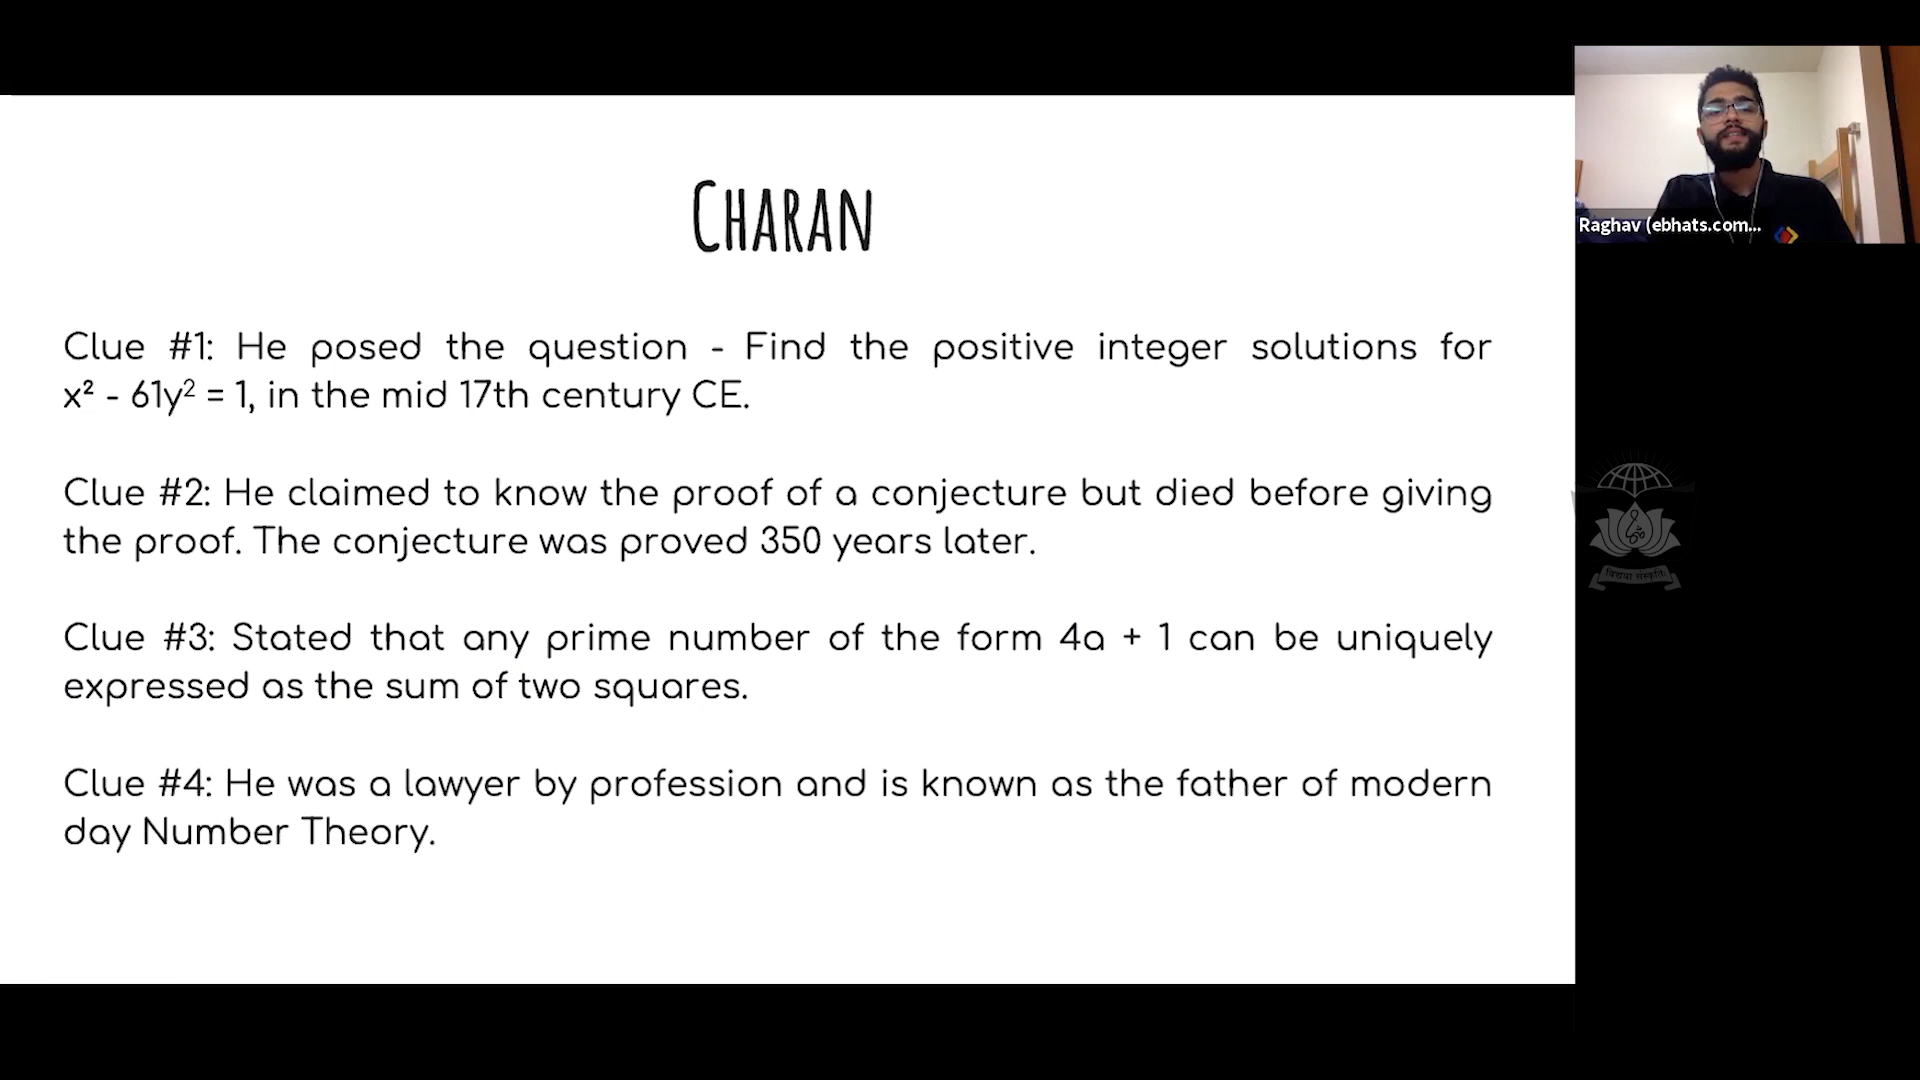 CHARAN
Clue #1: He posed the question - Find the positive integer solutions for
x² - 61y² = 1, in the mid 17th century CE.
Clue #2: He claimed to know the proof of a conjecture but died before giving
the proof. The conjecture was proved 350 years later.
Clue #3: Stated that any prime number of the form 4a + 1 can be uniquely
expressed as the sum of two squares.
Clue #4: He was a lawyer by profession and is known as the father of modern
day Number Theory.
Raghav (ebhats.com...
विद्यया संस्कृतिः